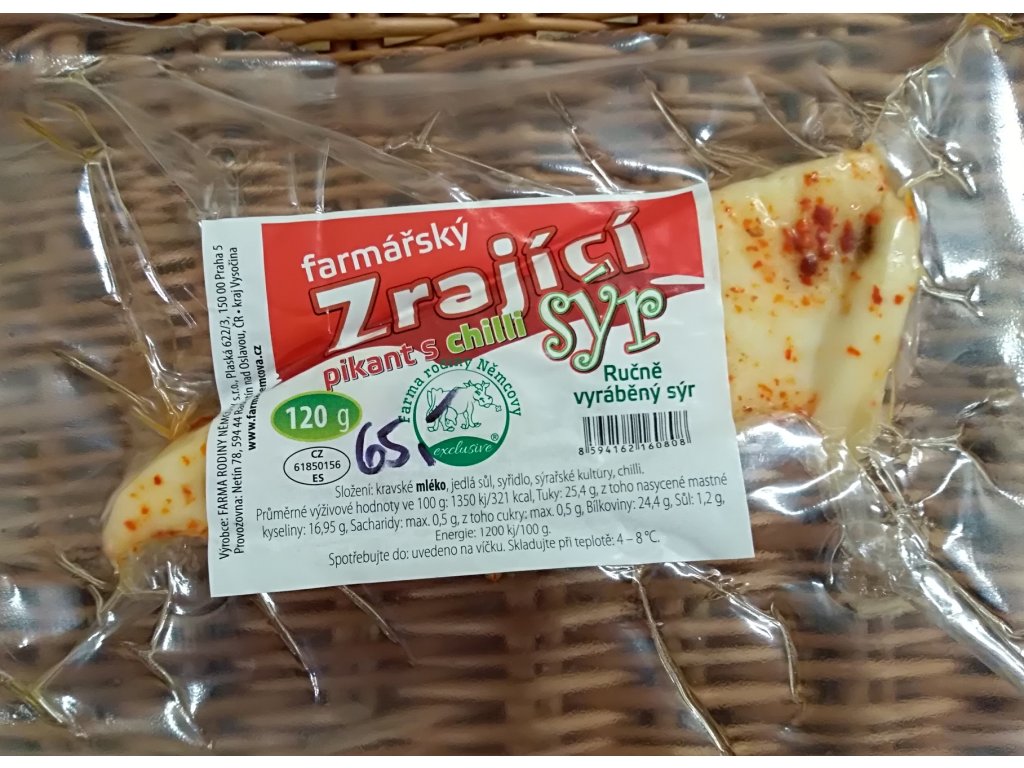 farmářský
Zrající
pikant s chilli sýr
Farma rodiny Němcovy
exclusive®
120 g
65,
Ručně
vyráběný sýr
8 594162 160808
CZ
61850156
ES
Složení: kravské mléko, jedlá sůl, syřidlo, sýrařské kultury, chilli.
Průměrné výživové hodnoty ve 100 g: 1350 kj/321 kcal, Tuky: 25,4 g, z toho nasycené mastné
kyseliny: 16,95 g, Sacharidy: max. 0,5 g, z toho cukry: max. 0,5 g, Bílkoviny: 24,4 g, Sůl: 1,2 g,
Energie: 1200 kj/100 g.
Spotřebujte do: uvedeno na víčku. Skladujte při teplotě: 4 – 8 °C.
Výrobce: FARMA RODINY s.r.o., Plaská 622/3, 150 00 Praha 5
Provozovna: Netín 78, 594 44 nad Oslavou, ČR • kraj Vysočina